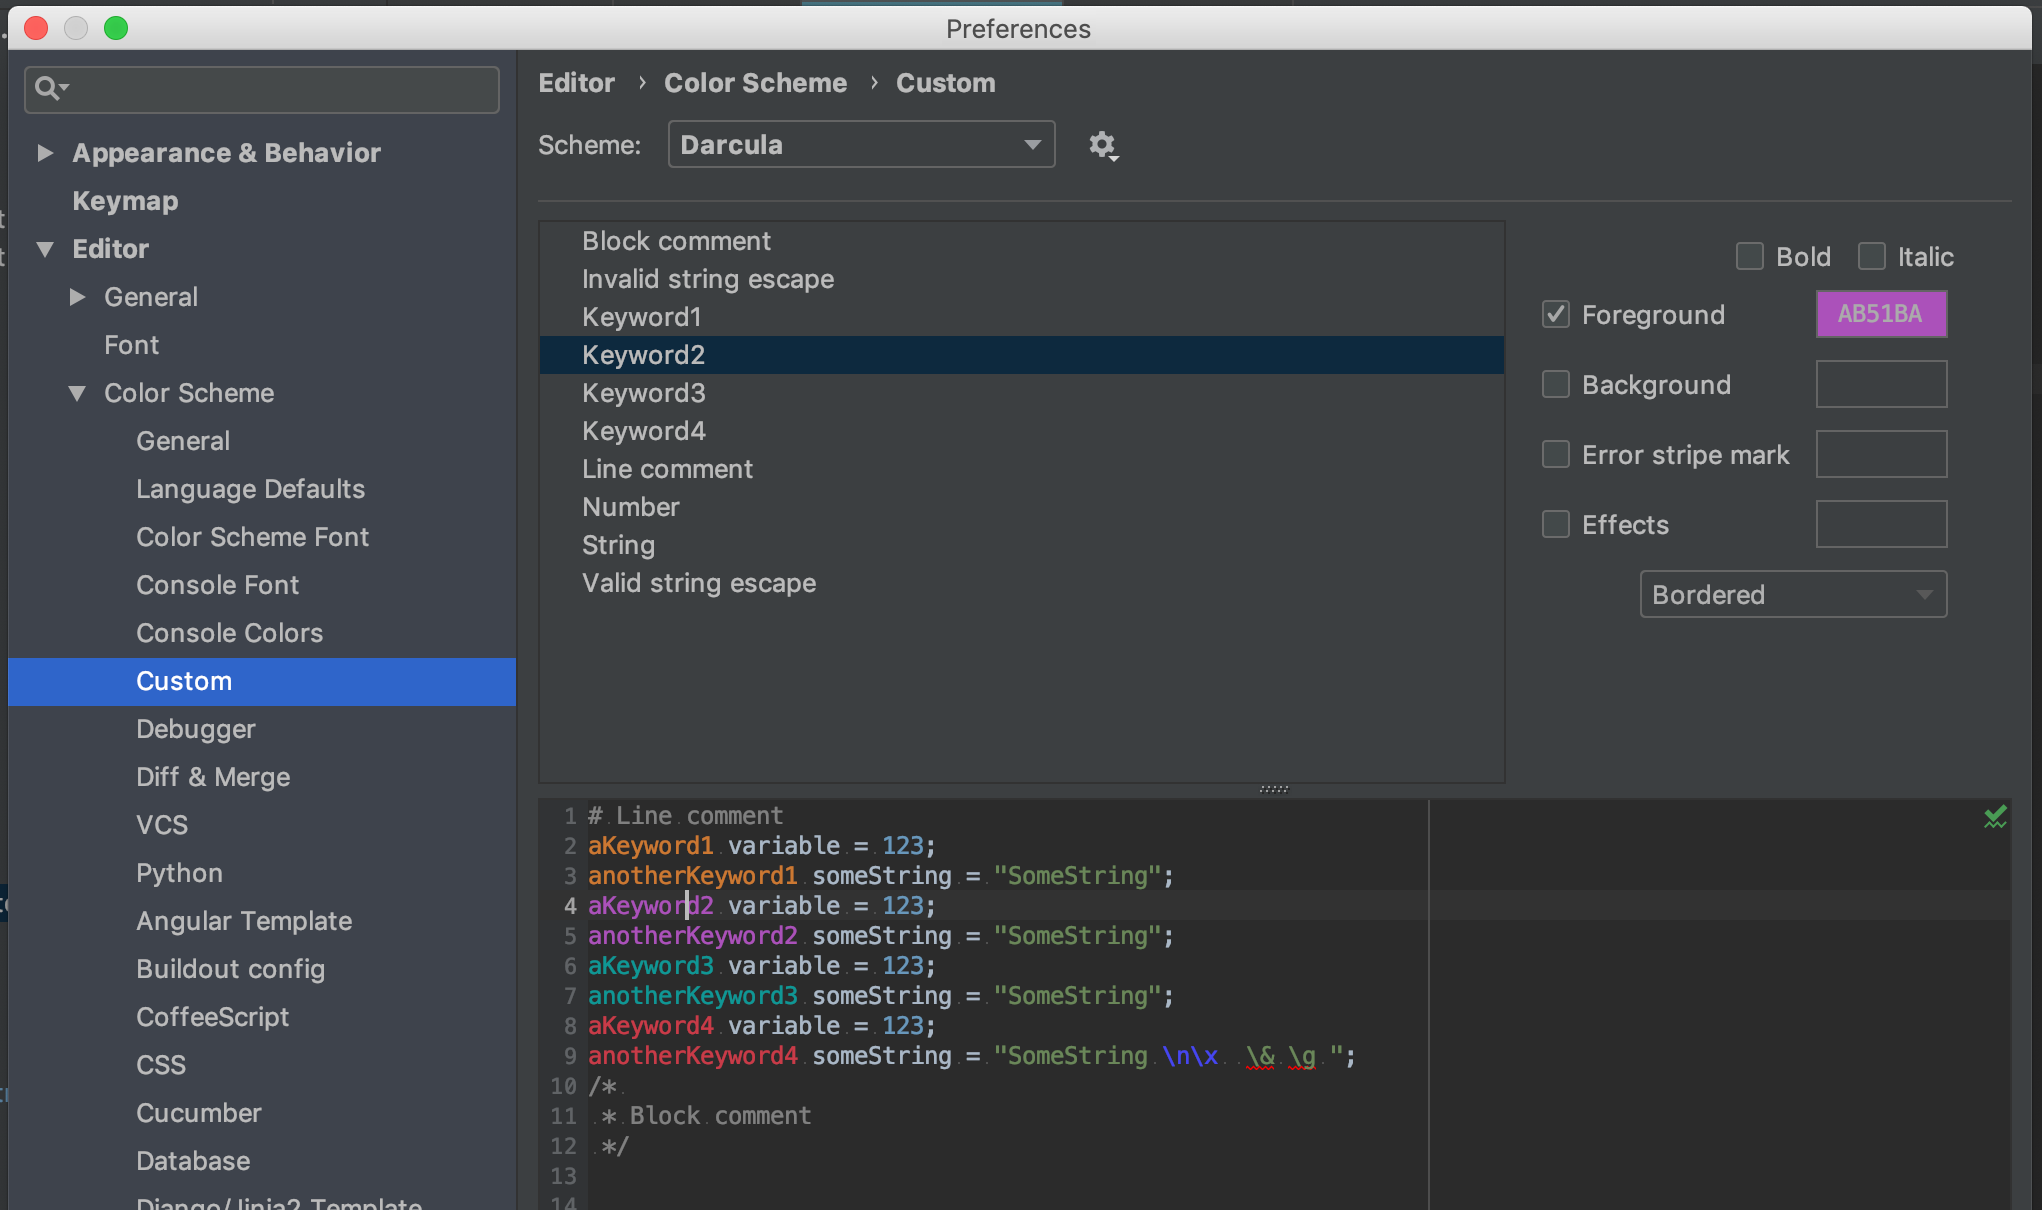 Preferences
Appearance & Behavior
Keymap
Editor
General
Font
Color Scheme
General
Language Defaults
Color Scheme Font
Console Font
Console Colors
Custom
Debugger
Diff & Merge
VCS
Python
Angular Template
Buildout config
CoffeeScript
CSS
Cucumber
Database
Django/Jinja2 Template
Editor › Color Scheme › Custom
Scheme: Darcula
Block comment
Invalid string escape
Keyword1
Keyword2
Keyword3
Keyword4
Line comment
Number
String
Valid string escape
Bold Italic
Foreground AB51BA
Background
Error stripe mark
Effects
Bordered
1 # Line comment
2 aKeyword1 variable = 123;
3 anotherKeyword1 someString = "SomeString";
4 aKeyword2 variable = 123;
5 anotherKeyword2 someString = "SomeString";
6 aKeyword3 variable = 123;
7 anotherKeyword3 someString = "SomeString";
8 aKeyword4 variable = 123;
9 anotherKeyword4 someString = "SomeString \n\x  \& \g ";
10 /*
11  * Block comment
12  */
13
14